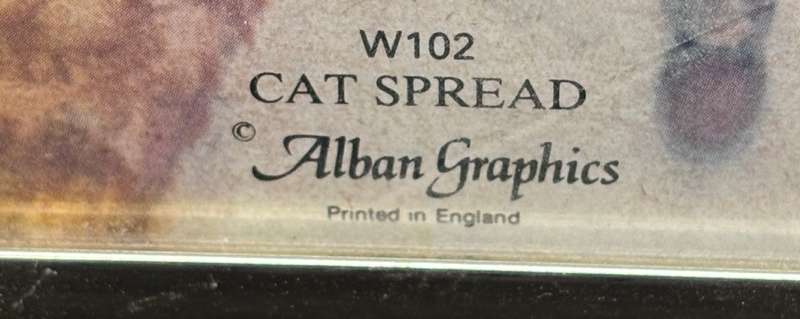 W102
CAT SPREAD
© Alban Graphics
Printed in England